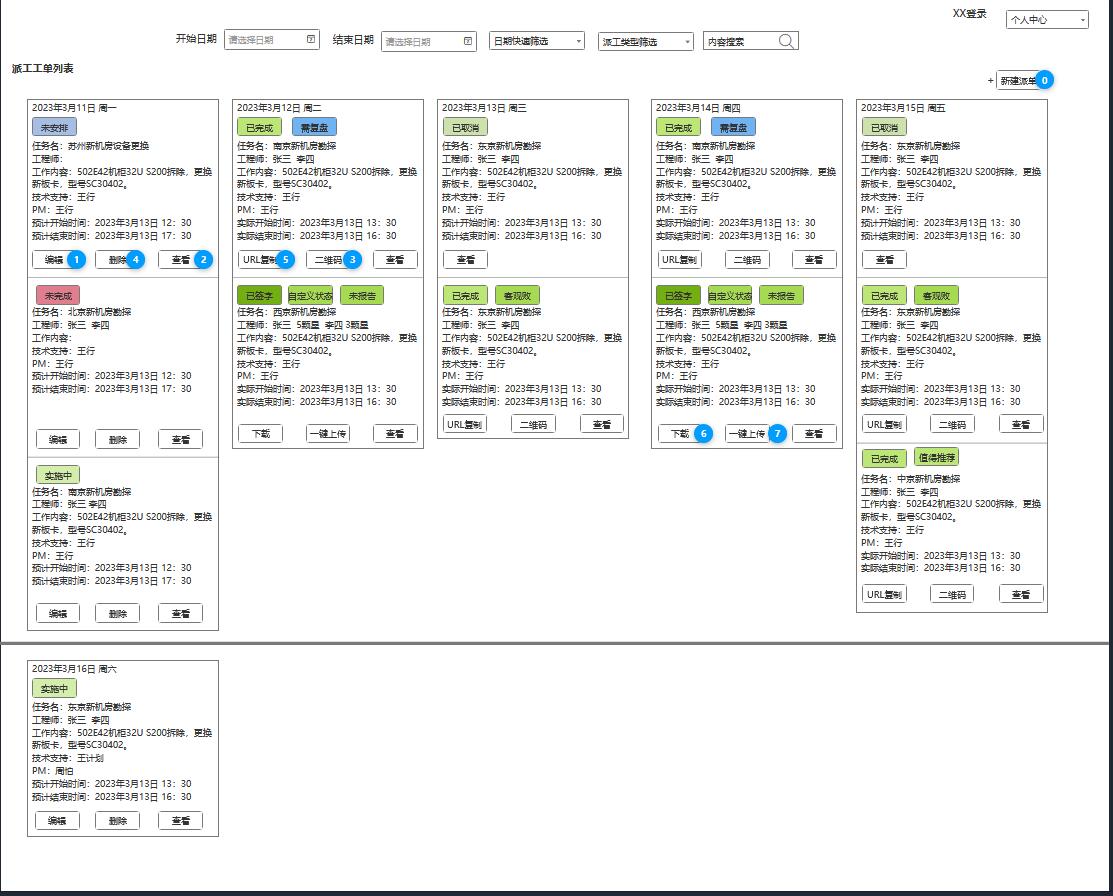 XX登录
个人中心
开始日期 请选择日期 结束日期 请选择日期 日期快速筛选 派工类型筛选 内容搜索
派工工单列表
+ 新建派单 0
2023年3月11日 周一
未安排
任务名：苏州新机房设备更换
工程师：
工作内容：502E42机柜32U S200拆除，更换
新板卡，型号SC30402。
技术支持：王行
PM：王行
预计开始时间：2023年3月13日 12：30
预计结束时间：2023年3月13日 17：30
编辑 1 删除 4 查看 2
未完成
任务名：北京新机房勘探
工程师：张三 李四
工作内容：
技术支持：王行
PM：王行
预计开始时间：2023年3月13日 12：30
预计结束时间：2023年3月13日 17：30
编辑 删除 查看
实施中
任务名：南京新机房勘探
工程师：张三 李四
工作内容：502E42机柜32U S200拆除，更换
新板卡，型号SC30402。
技术支持：王行
PM：王行
预计开始时间：2023年3月13日 12：30
预计结束时间：2023年3月13日 17：30
编辑 删除 查看
2023年3月12日 周二
已完成 需复盘
任务名：南京新机房勘探
工程师：张三 李四
工作内容：502E42机柜32U S200拆除，更换
新板卡，型号SC30402。
技术支持：王行
PM：王行
实际开始时间：2023年3月13日 13：30
实际结束时间：2023年3月13日 16：30
URL复制 5 二维码 3 查看
已签字 自定义状态 未报告
任务名：西京新机房勘探
工程师：张三 5颗星 李四 3颗星
工作内容：502E42机柜32U S200拆除，更换
新板卡，型号SC30402。
技术支持：王行
PM：王行
实际开始时间：2023年3月13日 13：30
实际结束时间：2023年3月13日 16：30
下载 一键上传 查看
2023年3月13日 周三
已取消
任务名：东京新机房勘探
工程师：张三 李四
工作内容：502E42机柜32U S200拆除，更换
新板卡，型号SC30402。
技术支持：王行
PM：王行
预计开始时间：2023年3月13日 13：30
预计结束时间：2023年3月13日 16：30
查看
已完成 客观败
任务名：东京新机房勘探
工程师：张三 李四
工作内容：502E42机柜32U S200拆除，更换
新板卡，型号SC30402。
技术支持：王行
PM：王行
实际开始时间：2023年3月13日 13：30
实际结束时间：2023年3月13日 16：30
URL复制 二维码 查看
2023年3月14日 周四
已完成 需复盘
任务名：南京新机房勘探
工程师：张三 李四
工作内容：502E42机柜32U S200拆除，更换
新板卡，型号SC30402。
技术支持：王行
PM：王行
实际开始时间：2023年3月13日 13：30
实际结束时间：2023年3月13日 16：30
URL复制 二维码 查看
已签字 自定义状态 未报告
任务名：西京新机房勘探
工程师：张三 5颗星 李四 3颗星
工作内容：502E42机柜32U S200拆除，更换
新板卡，型号SC30402。
技术支持：王行
PM：王行
实际开始时间：2023年3月13日 13：30
实际结束时间：2023年3月13日 16：30
下载 6 一键上传 7 查看
2023年3月15日 周五
已取消
任务名：东京新机房勘探
工程师：张三 李四
工作内容：502E42机柜32U S200拆除，更换
新板卡，型号SC30402。
技术支持：王行
PM：王行
预计开始时间：2023年3月13日 13：30
预计结束时间：2023年3月13日 16：30
查看
已完成 客观败
任务名：东京新机房勘探
工程师：张三 李四
工作内容：502E42机柜32U S200拆除，更换
新板卡，型号SC30402。
技术支持：王行
PM：王行
实际开始时间：2023年3月13日 13：30
实际结束时间：2023年3月13日 16：30
URL复制 二维码 查看
已完成 值得推荐
任务名：中京新机房勘探
工程师：张三 李四
工作内容：502E42机柜32U S200拆除，更换
新板卡，型号SC30402。
技术支持：王行
PM：王行
实际开始时间：2023年3月13日 13：30
实际结束时间：2023年3月13日 16：30
URL复制 二维码 查看
2023年3月16日 周六
实施中
任务名：东京新机房勘探
工程师：张三 李四
工作内容：502E42机柜32U S200拆除，更换
新板卡，型号SC30402。
技术支持：王计划
PM：周怕
预计开始时间：2023年3月13日 13：30
预计结束时间：2023年3月13日 16：30
编辑 删除 查看